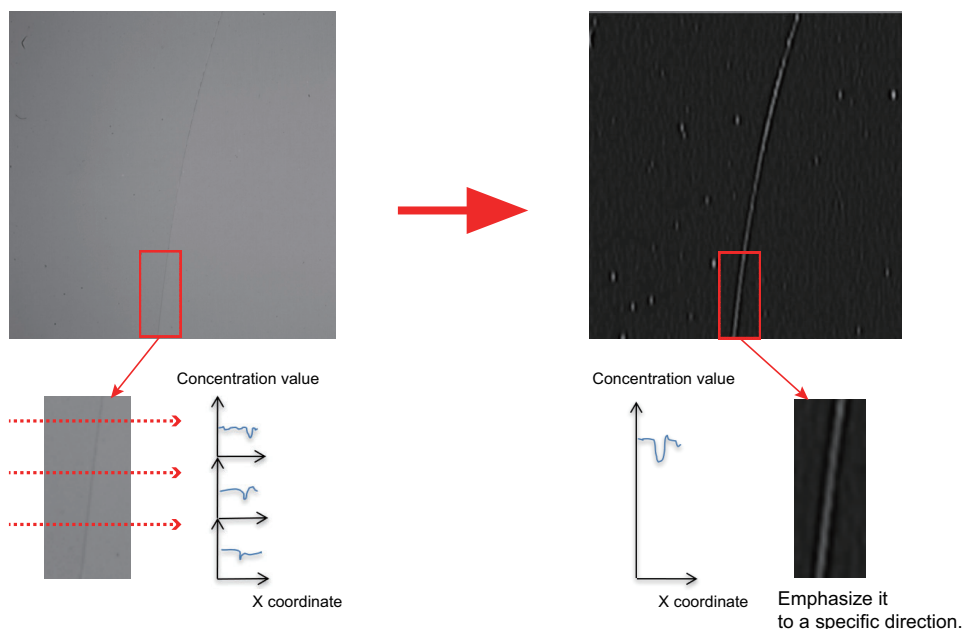 Concentration value
X coordinate
Concentration value
X coordinate
Emphasize it
to a specific direction.